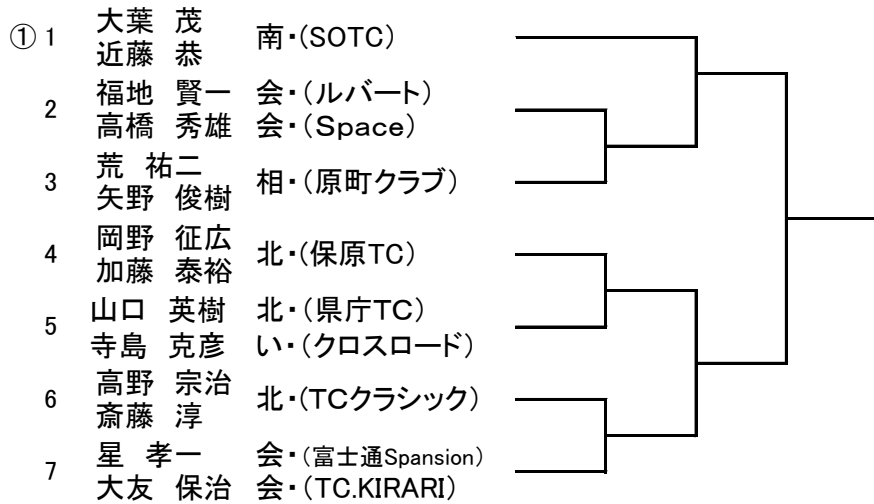 ① 1 大葉 茂 南・(SOTC)
近藤 恭
2 福地 賢一 会・(ルバート)
高橋 秀雄 会・(Space)
3 荒 祐二 相・(原町クラブ)
矢野 俊樹
4 岡野 征広 北・(保原TC)
加藤 泰裕
5 山口 英樹 北・(県庁TC)
寺島 克彦 い・(クロスロード)
6 高野 宗治 北・(TCクラシック)
斎藤 淳
7 星 孝一 会・(富士通Spansion)
大友 保治 会・(TC.KIRARI)